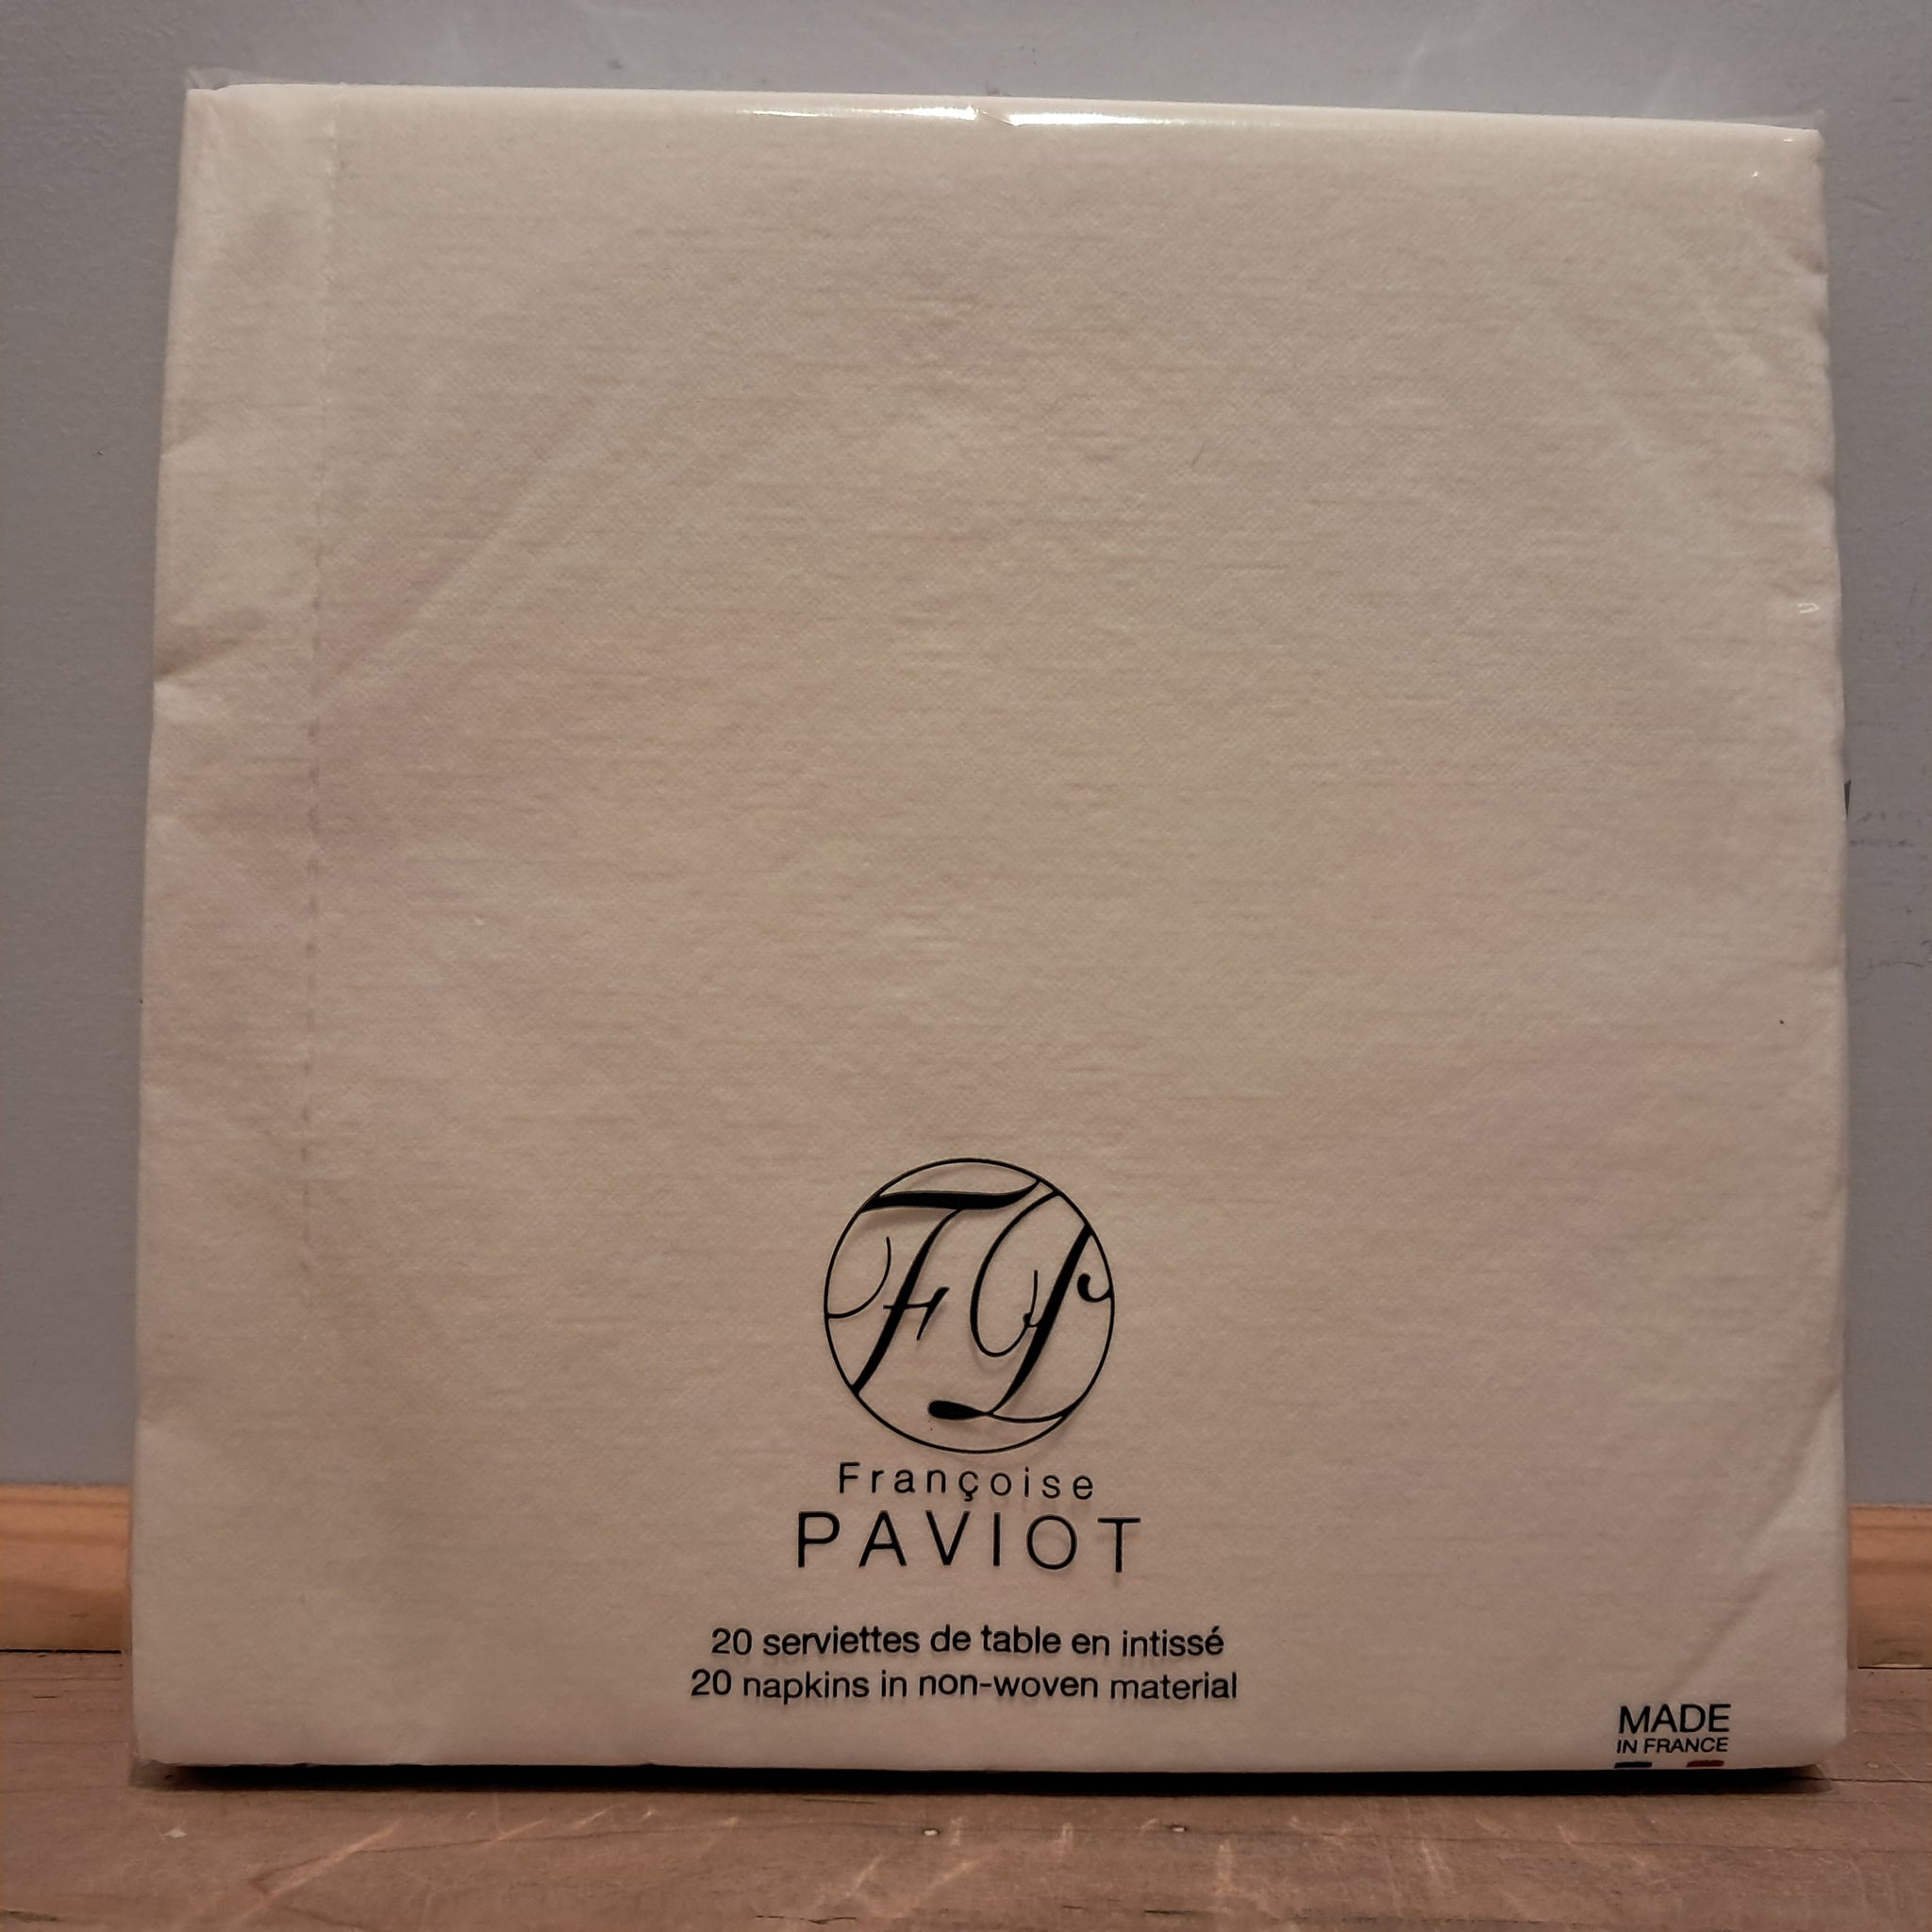 FP
Françoise
PAVIOT
20 serviettes de table en intissé
20 napkins in non-woven material
MADE
IN FRANCE